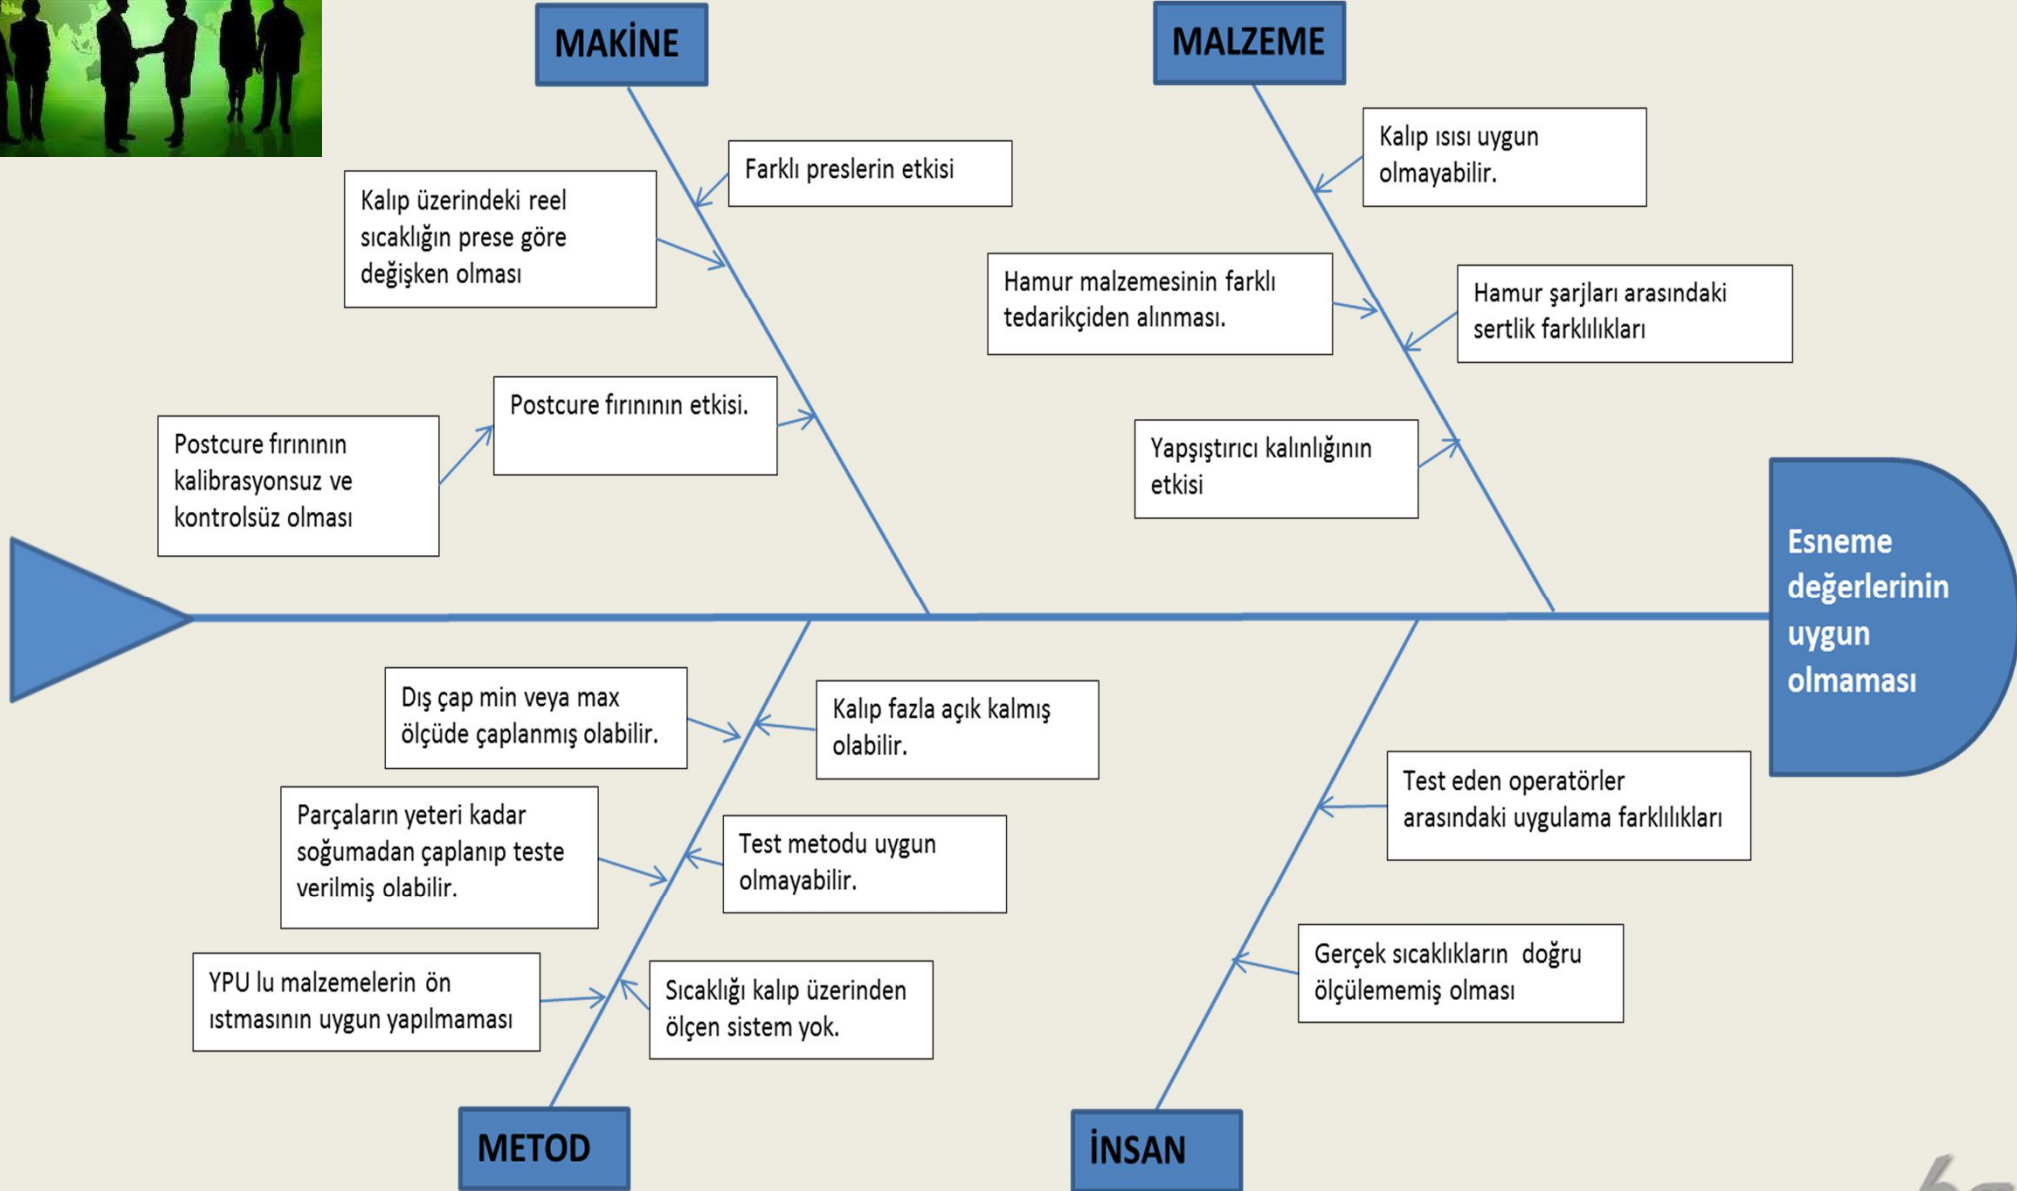 MAKİNE
MALZEME
Farklı preslerin etkisi
Kalıp üzerindeki reel
sıcaklığın prese göre
değişken olması
Postcure fırınının etkisi.
Postcure fırınının
kalibrasyonsuz ve
kontrolsüz olması
Kalıp ısısı uygun
olmayabilir.
Hamur malzemesinin farklı
tedarikçiden alınması.
Hamur şarjları arasındaki
sertlik farklılıkları
Yapşıştırıcı kalınlığının
etkisi
Esneme
değerlerinin
uygun
olmaması
Dış çap min veya max
ölçüde çaplanmış olabilir.
Kalıp fazla açık kalmış
olabilir.
Parçaların yeteri kadar
soğumadan çaplanıp teste
verilmiş olabilir.
Test metodu uygun
olmayabilir.
YPU lu malzemelerin ön
ıstmasının uygun yapılmaması
Sıcaklığı kalıp üzerinden
ölçen sistem yok.
Test eden operatörler
arasındaki uygulama farklılıkları
Gerçek sıcaklıkların doğru
ölçülememiş olması
METOD
İNSAN